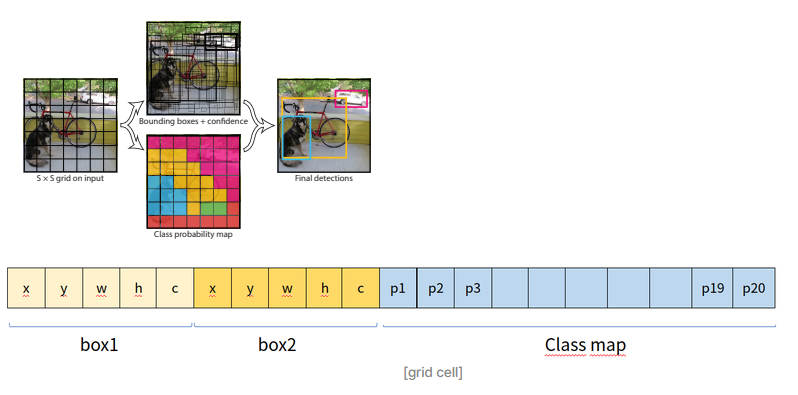 Bounding boxes + confidence
S × S grid on input
Final detections
Class probability map
x y w h c x y w h c p1 p2 p3 p19 p20
box1 box2 Class map
[grid cell]